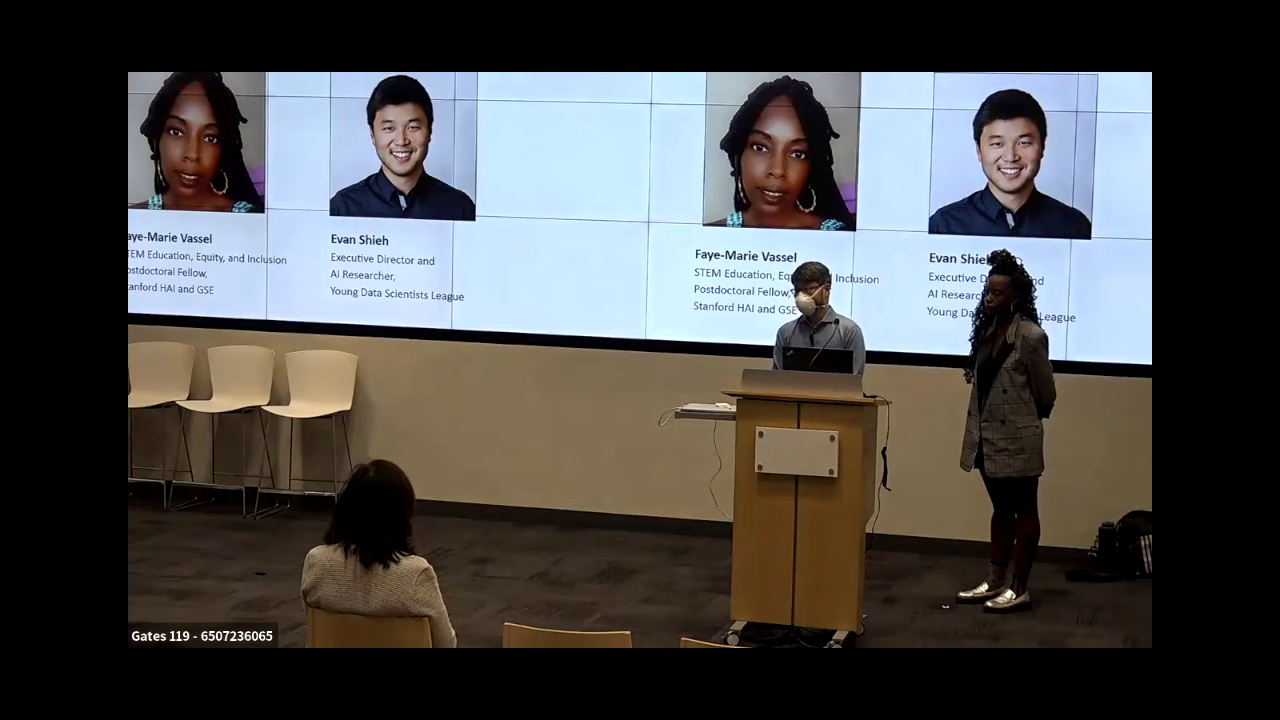 aye-Marie Vassel
TEM Education, Equity, and Inclusion
ostdoctoral Fellow,
tanford HAI and GSE
Evan Shieh
Executive Director and
AI Researcher,
Young Data Scientists League
Faye-Marie Vassel
STEM Education, Eq Inclusion
Postdoctoral Fellow,
Stanford HAI and GSE
Evan Shieh
Executive D nd
AI Researc
Young Da League
Gates 119 - 6507236065